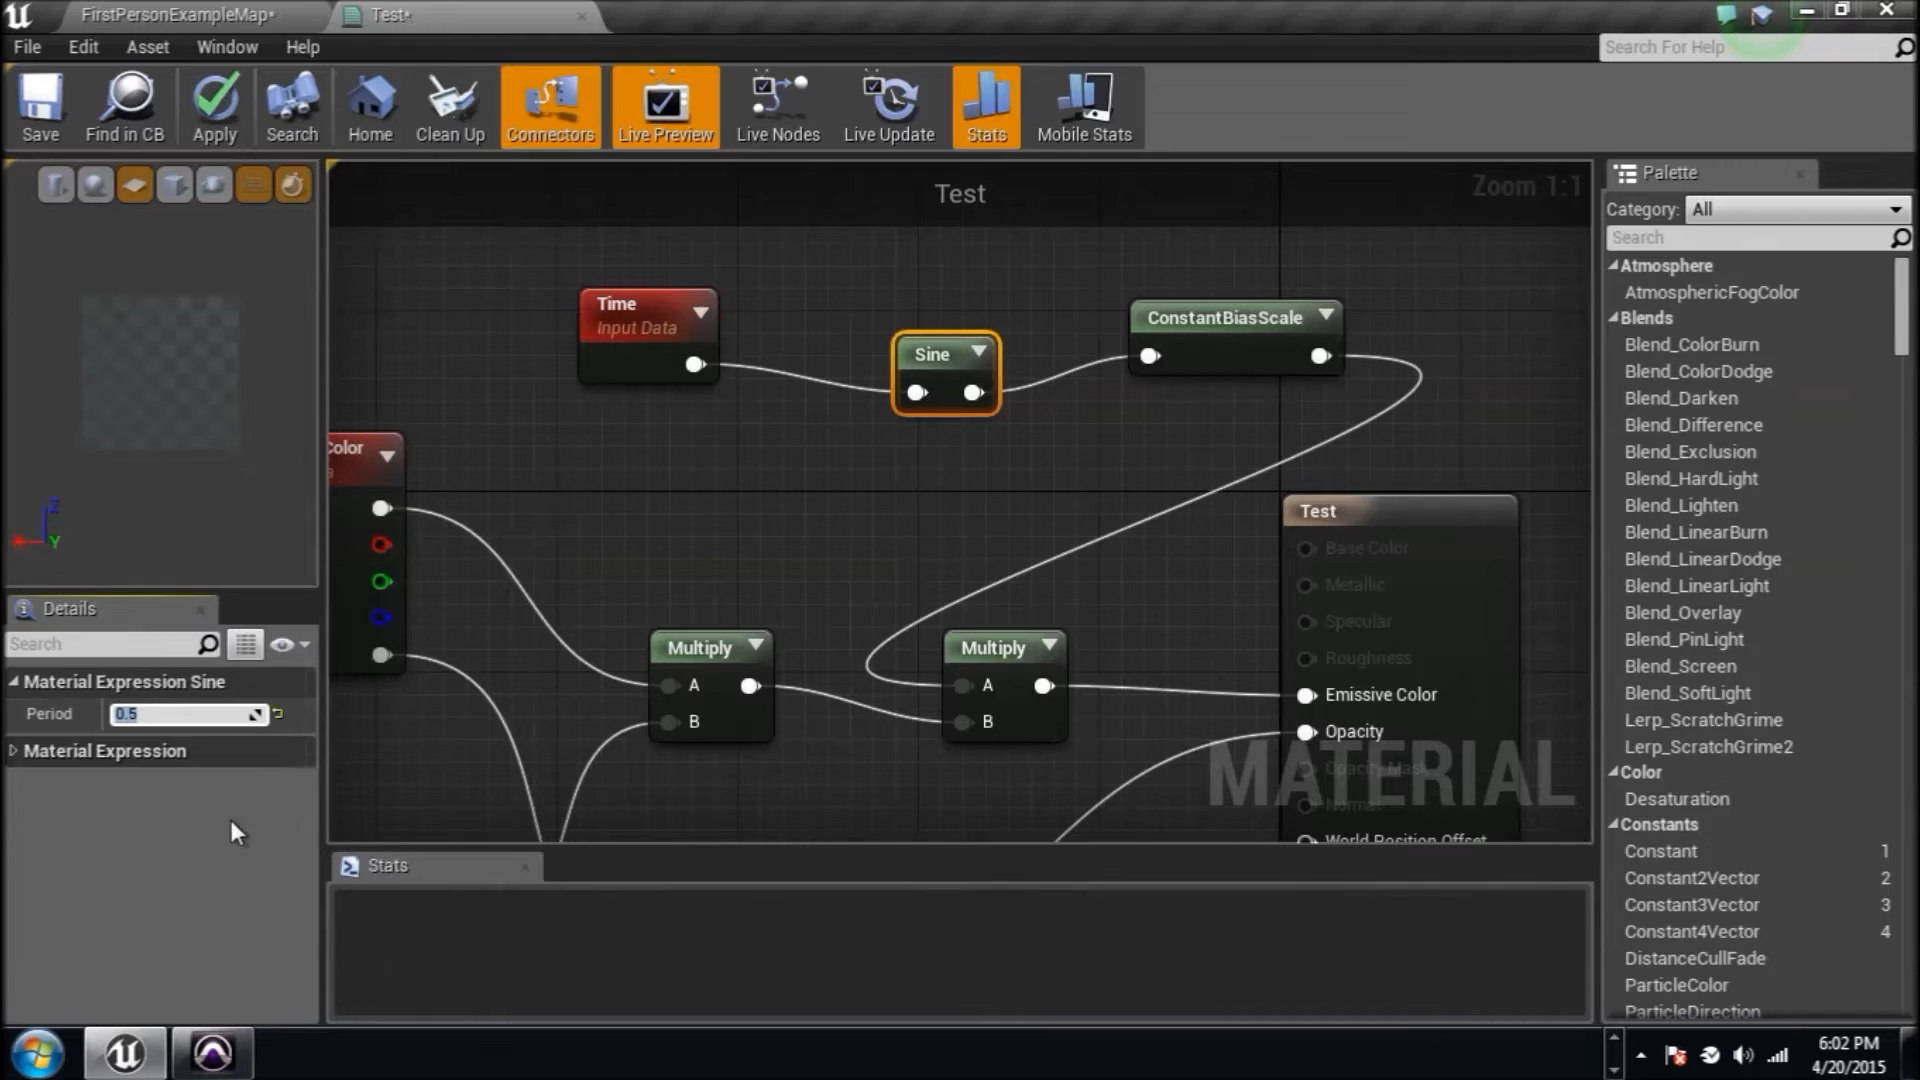 FirstPersonExampleMap*
Test*
File
Edit
Asset
Window
Help
Search For Help
Save
Find in CB
Apply
Search
Home
Clean Up
Connectors
Live Preview
Live Nodes
Live Update
Stats
Mobile Stats
Test
Zoom 1:1
Time
Input Data
Sine
ConstantBiasScale
Color
Multiply
A
B
Multiply
A
B
Test
Base Color
Metallic
Specular
Roughness
Emissive Color
Opacity
Opacity Mask
Normal
World Position Offset
MATERIAL
Z
Y
Details
Search
Material Expression Sine
Period
0.5
Material Expression
Stats
Palette
Category:
All
Search
Atmosphere
AtmosphericFogColor
Blends
Blend_ColorBurn
Blend_ColorDodge
Blend_Darken
Blend_Difference
Blend_Exclusion
Blend_HardLight
Blend_Lighten
Blend_LinearBurn
Blend_LinearDodge
Blend_LinearLight
Blend_Overlay
Blend_PinLight
Blend_Screen
Blend_SoftLight
Lerp_ScratchGrime
Lerp_ScratchGrime2
Color
Desaturation
Constants
Constant 1
Constant2Vector 2
Constant3Vector 3
Constant4Vector 4
DistanceCullFade
ParticleColor
ParticleDirection
6:02 PM
4/20/2015